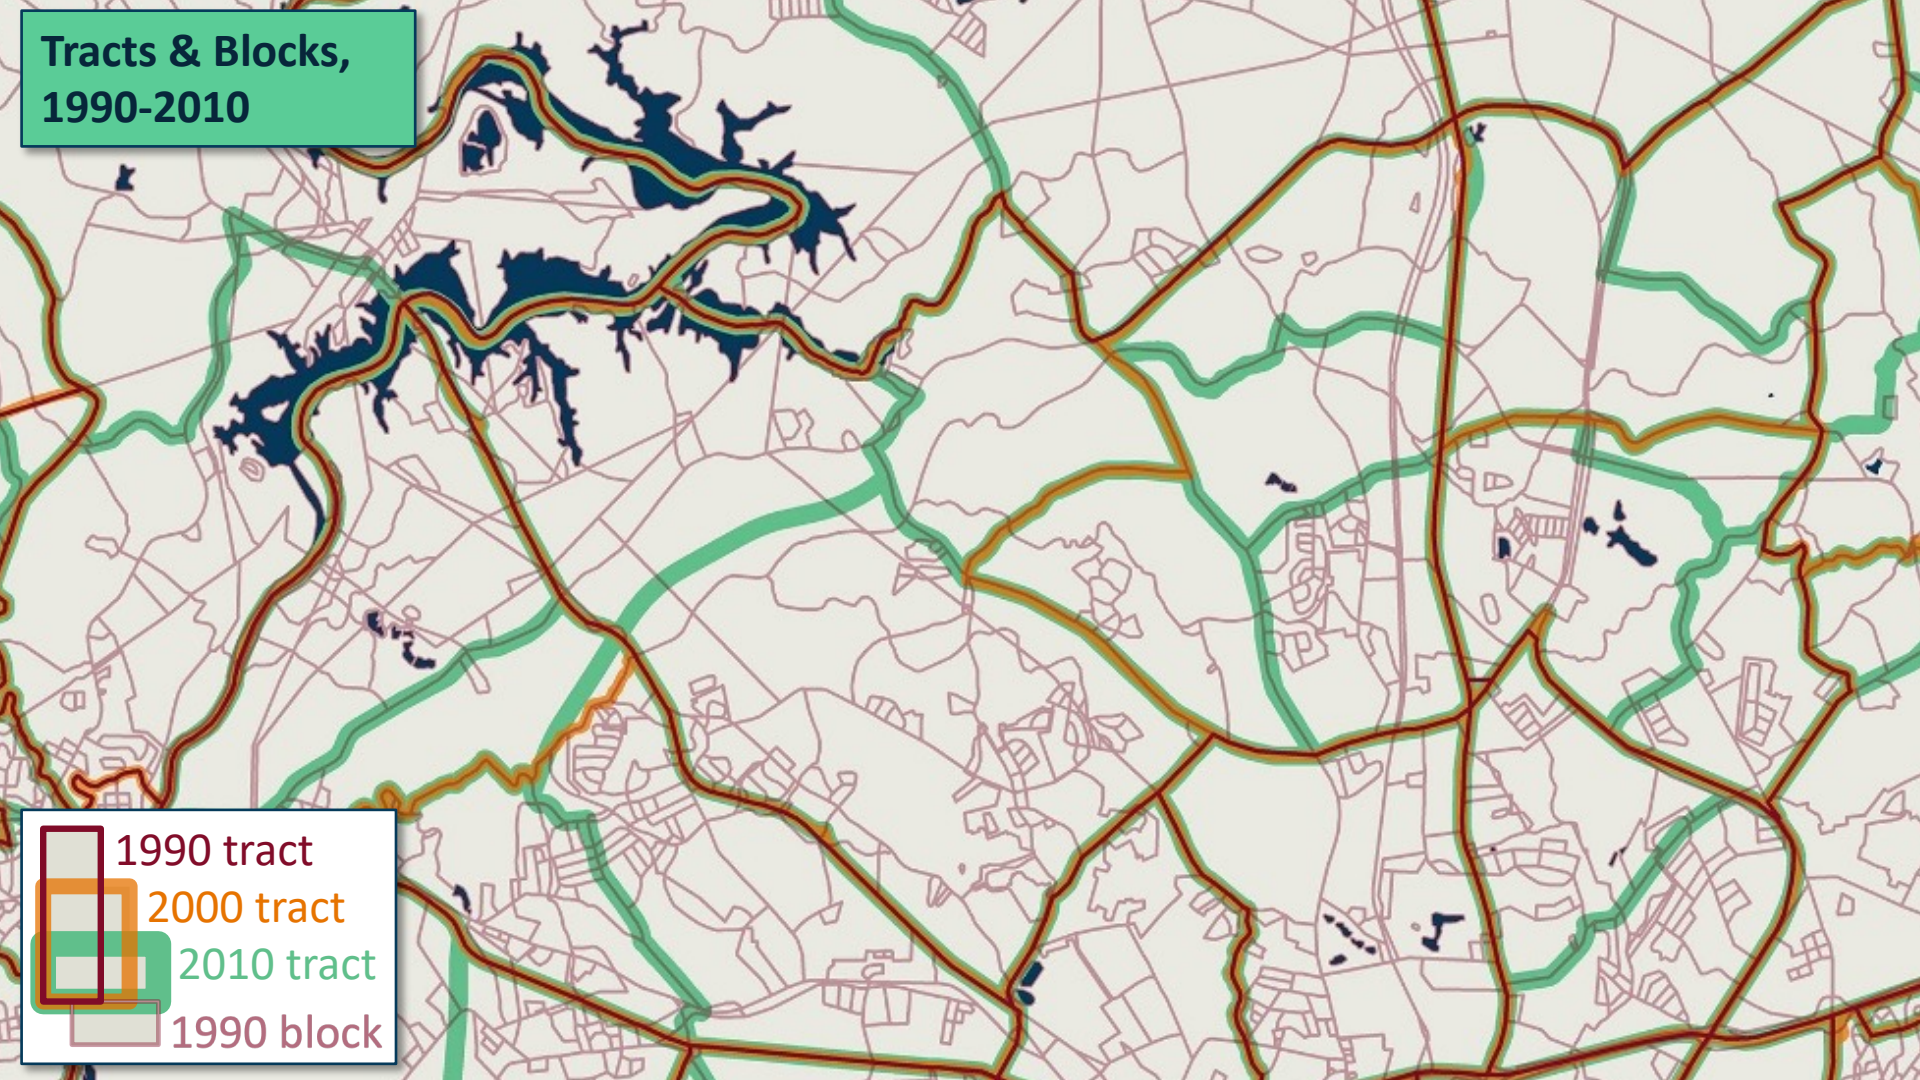 Tracts & Blocks,
1990-2010
1990 tract
2000 tract
2010 tract
1990 block